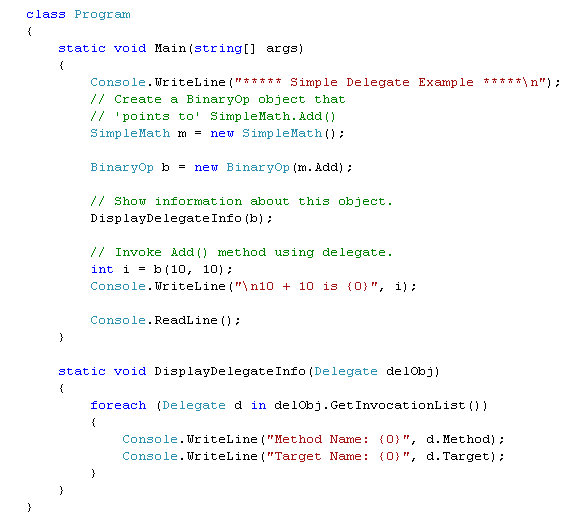 class Program
{
    static void Main(string[] args)
    {
        Console.WriteLine("***** Simple Delegate Example *****\n");
        // Create a BinaryOp object that
        // 'points to' SimpleMath.Add()
        SimpleMath m = new SimpleMath();

        BinaryOp b = new BinaryOp(m.Add);

        // Show information about this object.
        DisplayDelegateInfo(b);

        // Invoke Add() method using delegate.
        int i = b(10, 10);
        Console.WriteLine("\n10 + 10 is {0}", i);

        Console.ReadLine();
    }

    static void DisplayDelegateInfo(Delegate delObj)
    {
        foreach (Delegate d in delObj.GetInvocationList())
        {
            Console.WriteLine("Method Name: {0}", d.Method);
            Console.WriteLine("Target Name: {0}", d.Target);
        }
    }
}